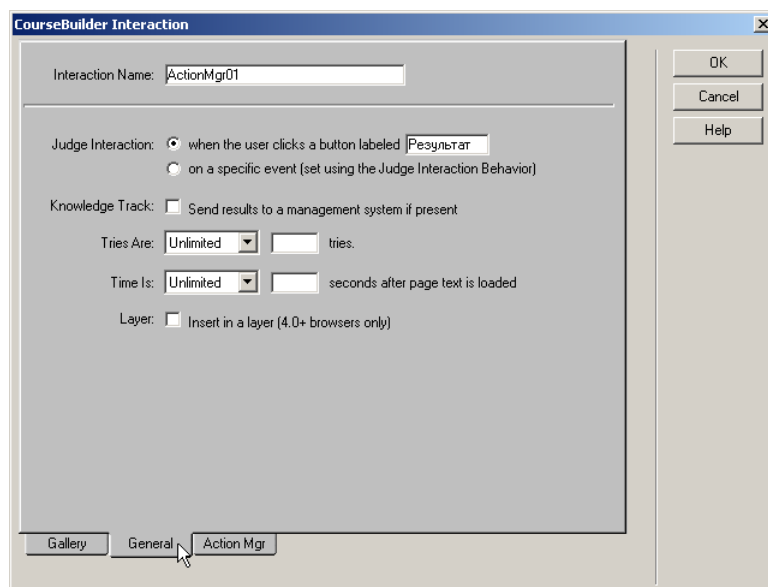 CourseBuilder Interaction
OK
Interaction Name: ActionMgr01
Cancel
Help
Judge Interaction: when the user clicks a button labeled Результат
on a specific event (set using the Judge Interaction Behavior)
Knowledge Track: Send results to a management system if present
Tries Are: Unlimited tries.
Time Is: Unlimited seconds after page text is loaded
Layer: Insert in a layer (4.0+ browsers only)
Gallery General Action Mgr